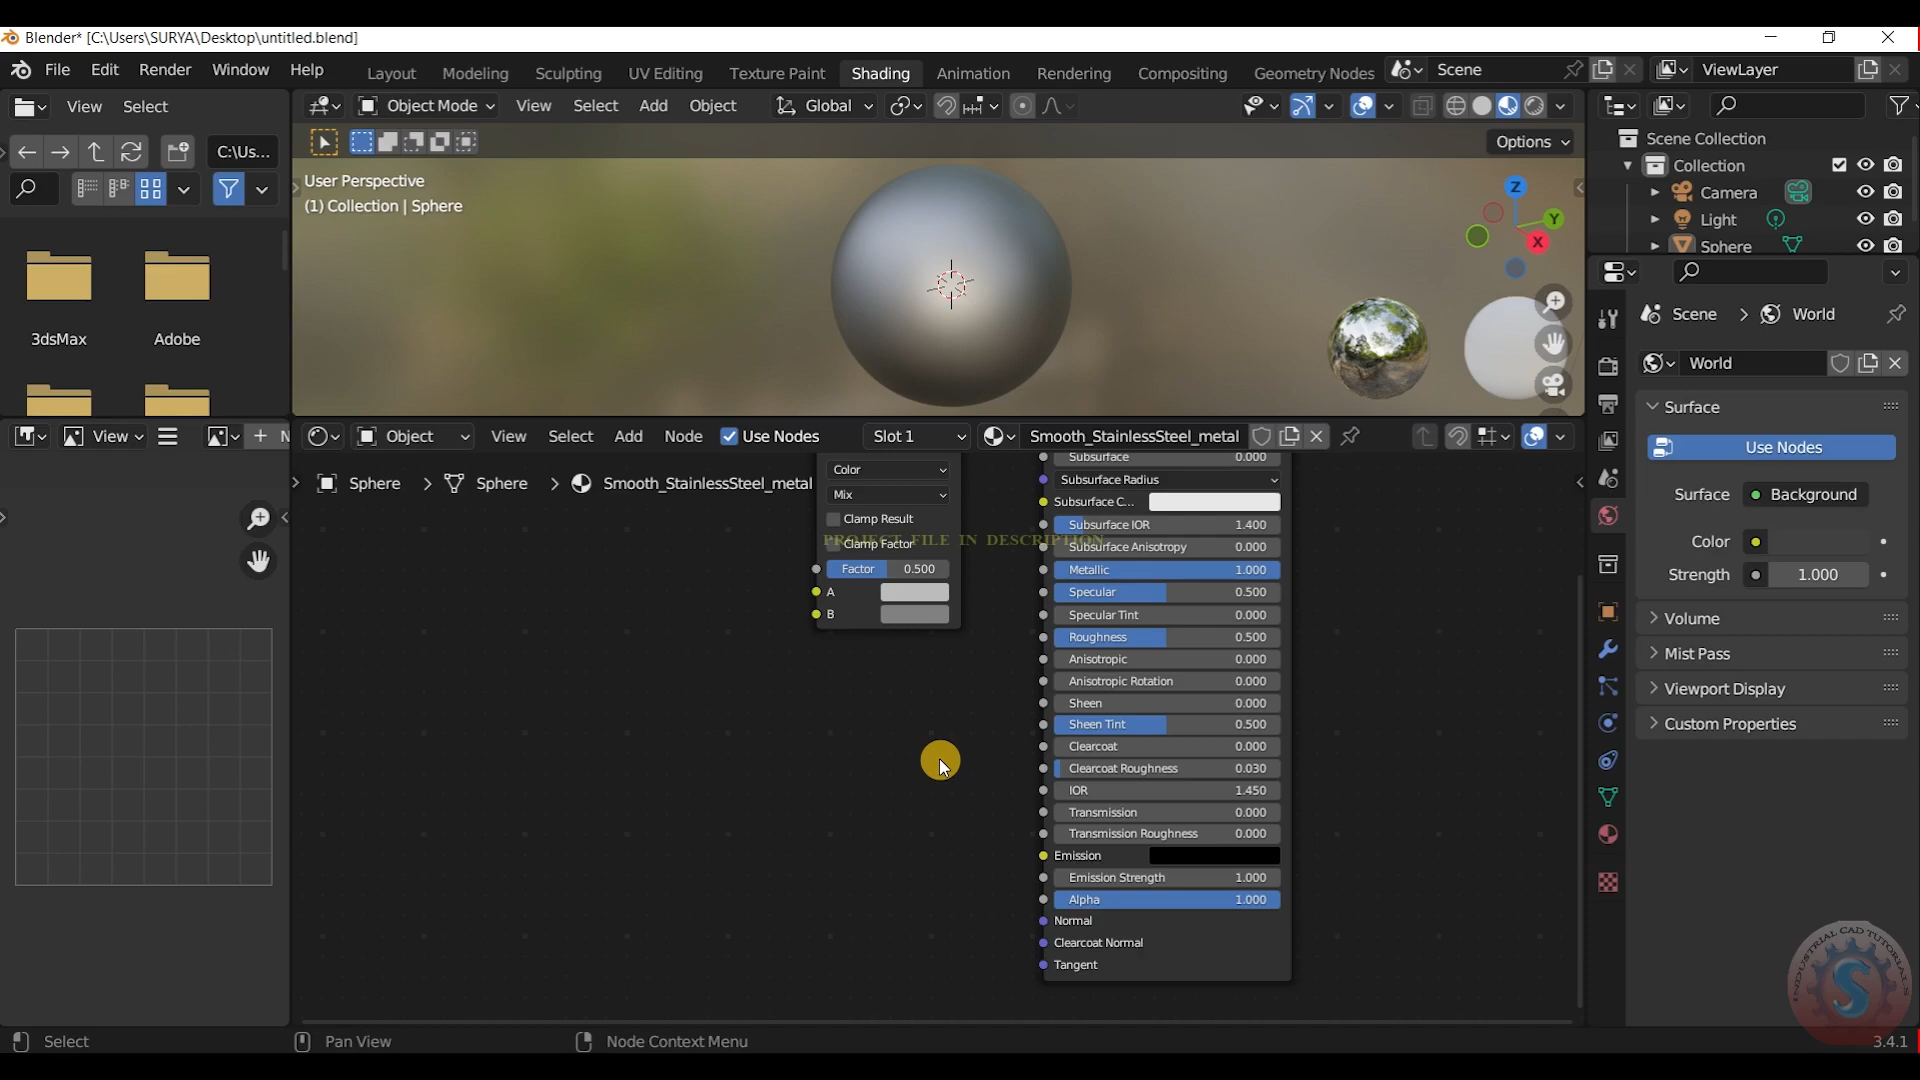 Blender* [C:\Users\SURYA\Desktop\untitled.blend]
File Edit Render Window Help Layout Modeling Sculpting UV Editing Texture Paint Shading Animation Rendering Compositing Geometry Nodes Scene ViewLayer
View Select Object Mode View Select Add Object Global
C:\Us...
Options
Scene Collection
Collection
Camera
Light
Sphere
User Perspective
(1) Collection | Sphere
3dsMax Adobe
Scene > World
World
Surface
Use Nodes
Surface Background
Color
Strength 1.000
Volume
Mist Pass
Viewport Display
Custom Properties
View
Object View Select Add Node Use Nodes Slot 1 Smooth_StainlessSteel_metal
Sphere > Sphere > Smooth_StainlessSteel_metal
Color
Mix
Clamp Result
Clamp Factor
Factor 0.500
A
B
PROJECT FILE IN DESCRIPTION
Subsurface 0.000
Subsurface Radius
Subsurface C...
Subsurface IOR 1.400
Subsurface Anisotropy 0.000
Metallic 1.000
Specular 0.500
Specular Tint 0.000
Roughness 0.500
Anisotropic 0.000
Anisotropic Rotation 0.000
Sheen 0.000
Sheen Tint 0.500
Clearcoat 0.000
Clearcoat Roughness 0.030
IOR 1.450
Transmission 0.000
Transmission Roughness 0.000
Emission
Emission Strength 1.000
Alpha 1.000
Normal
Clearcoat Normal
Tangent
Z
Y
X
INDUSTRIAL CAD TUTORIALS
S
Select Pan View Node Context Menu 3.4.1